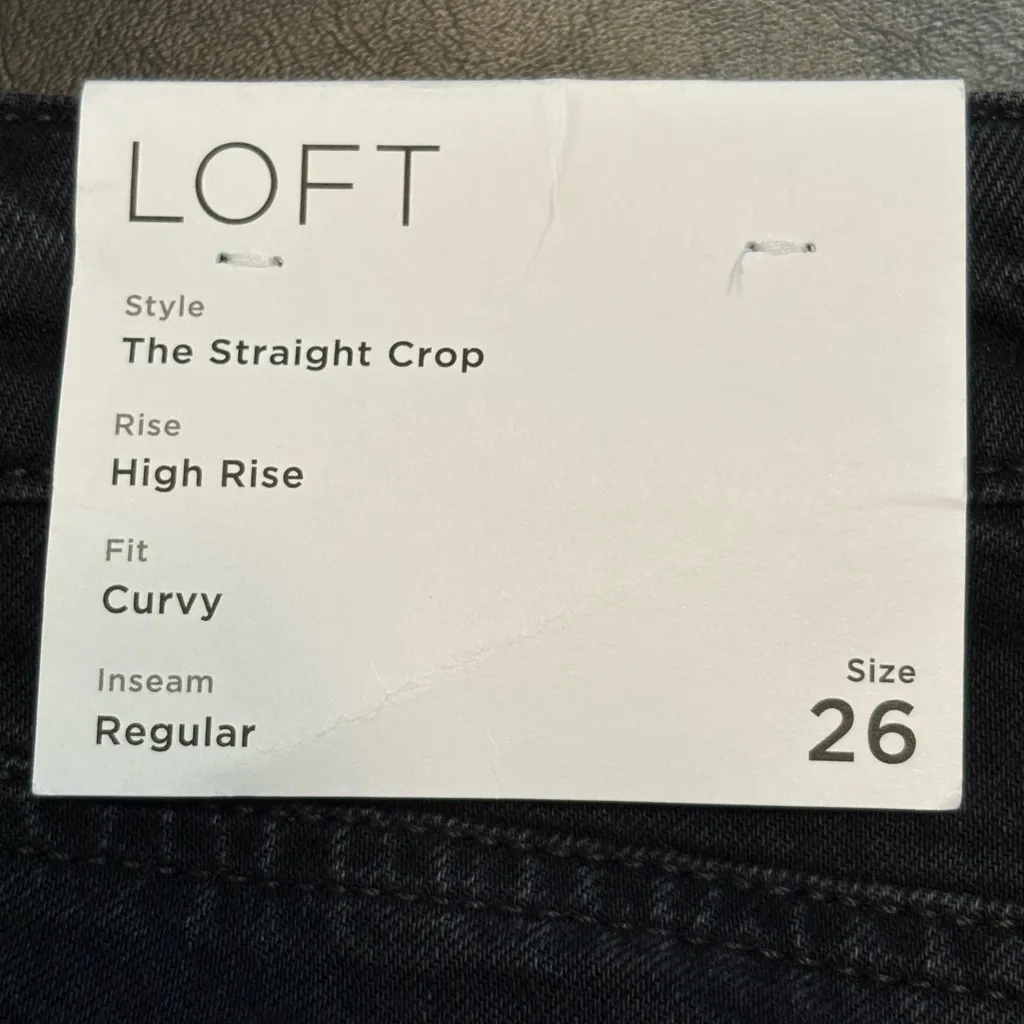 LOFT
Style
The Straight Crop
Rise
High Rise
Fit
Curvy
Inseam
Regular
Size
26